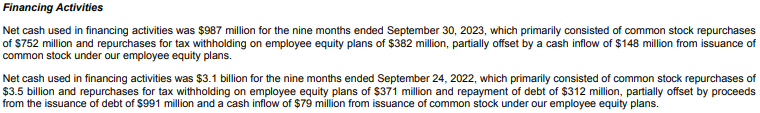 Financing Activities
Net cash used in financing activities was $987 million for the nine months ended September 30, 2023, which primarily consisted of common stock repurchases
of $752 million and repurchases for tax withholding on employee equity plans of $382 million, partially offset by a cash inflow of $148 million from issuance of
common stock under our employee equity plans.
Net cash used in financing activities was $3.1 billion for the nine months ended September 24, 2022, which primarily consisted of common stock repurchases of
$3.5 billion and repurchases for tax withholding on employee equity plans of $371 million and repayment of debt of $312 million, partially offset by proceeds
from the issuance of debt of $991 million and a cash inflow of $79 million from issuance of common stock under our employee equity plans.